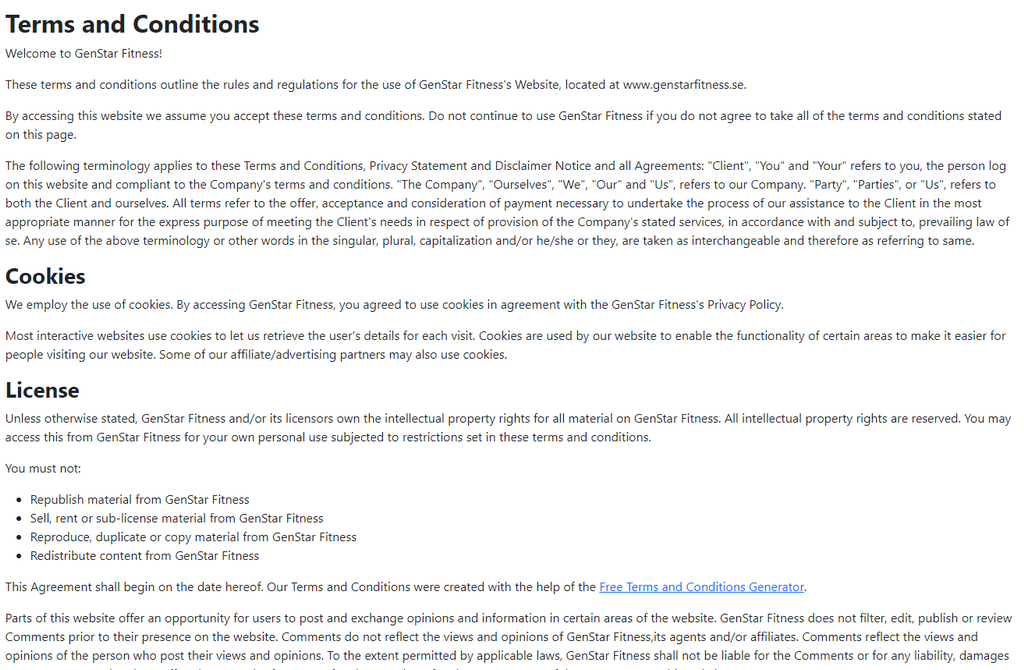 Terms and Conditions
Welcome to GenStar Fitness!
These terms and conditions outline the rules and regulations for the use of GenStar Fitness's Website, located at www.genstarfitness.se.
By accessing this website we assume you accept these terms and conditions. Do not continue to use GenStar Fitness if you do not agree to take all of the terms and conditions stated
on this page.
The following terminology applies to these Terms and Conditions, Privacy Statement and Disclaimer Notice and all Agreements: "Client", "You" and "Your" refers to you, the person log
on this website and compliant to the Company's terms and conditions. "The Company", "Ourselves", "We", "Our" and "Us", refers to our Company. "Party", "Parties", or "Us", refers to
both the Client and ourselves. All terms refer to the offer, acceptance and consideration of payment necessary to undertake the process of our assistance to the Client in the most
appropriate manner for the express purpose of meeting the Client's needs in respect of provision of the Company's stated services, in accordance with and subject to, prevailing law of
se. Any use of the above terminology or other words in the singular, plural, capitalization and/or he/she or they, are taken as interchangeable and therefore as referring to same.
Cookies
We employ the use of cookies. By accessing GenStar Fitness, you agreed to use cookies in agreement with the GenStar Fitness's Privacy Policy.
Most interactive websites use cookies to let us retrieve the user's details for each visit. Cookies are used by our website to enable the functionality of certain areas to make it easier for
people visiting our website. Some of our affiliate/advertising partners may also use cookies.
License
Unless otherwise stated, GenStar Fitness and/or its licensors own the intellectual property rights for all material on GenStar Fitness. All intellectual property rights are reserved. You may
access this from GenStar Fitness for your own personal use subjected to restrictions set in these terms and conditions.
You must not:
• Republish material from GenStar Fitness
• Sell, rent or sub-license material from GenStar Fitness
• Reproduce, duplicate or copy material from GenStar Fitness
• Redistribute content from GenStar Fitness
This Agreement shall begin on the date hereof. Our Terms and Conditions were created with the help of the Free Terms and Conditions Generator.
Parts of this website offer an opportunity for users to post and exchange opinions and information in certain areas of the website. GenStar Fitness does not filter, edit, publish or review
Comments prior to their presence on the website. Comments do not reflect the views and opinions of GenStar Fitness,its agents and/or affiliates. Comments reflect the views and
opinions of the person who post their views and opinions. To the extent permitted by applicable laws, GenStar Fitness shall not be liable for the Comments or for any liability, damages